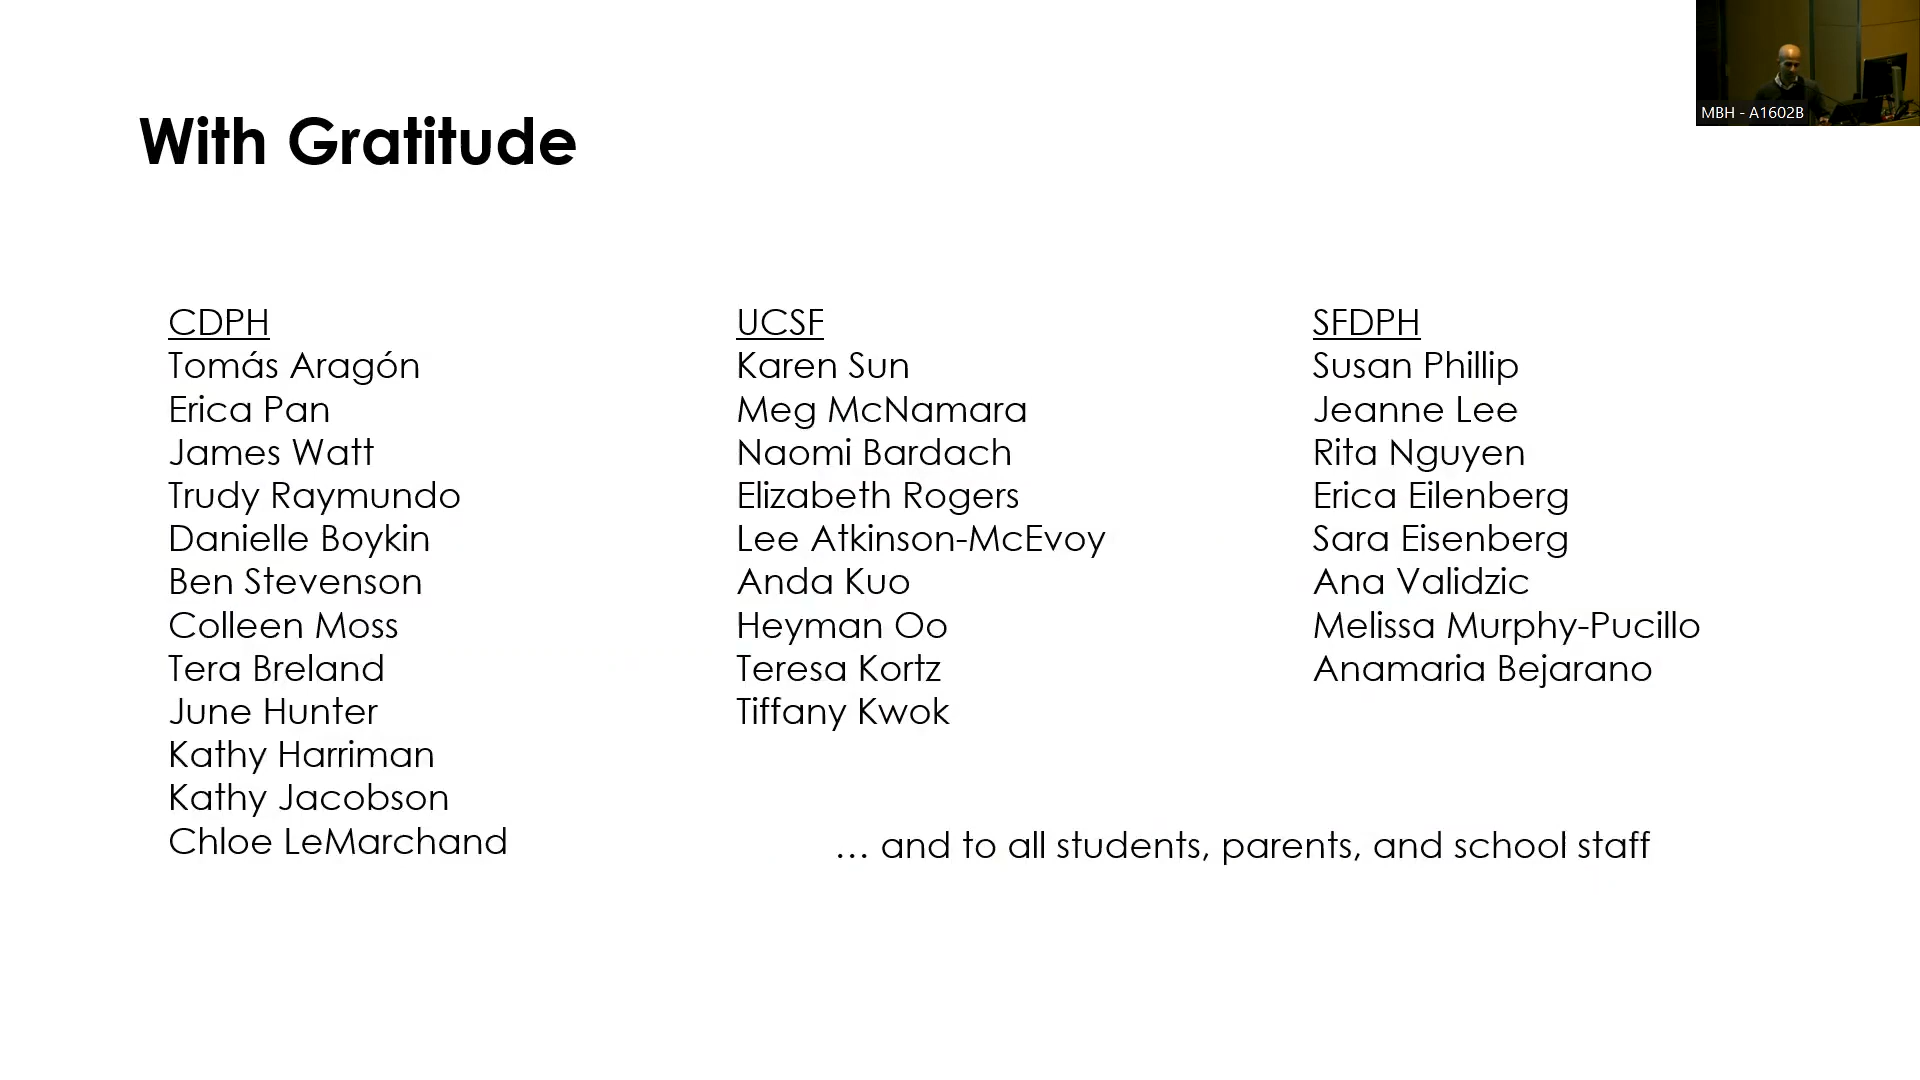 With Gratitude
MBH - A1602B
CDPH
Tomás Aragón
Erica Pan
James Watt
Trudy Raymundo
Danielle Boykin
Ben Stevenson
Colleen Moss
Tera Breland
June Hunter
Kathy Harriman
Kathy Jacobson
Chloe LeMarchand
UCSF
Karen Sun
Meg McNamara
Naomi Bardach
Elizabeth Rogers
Lee Atkinson-McEvoy
Anda Kuo
Heyman Oo
Teresa Kortz
Tiffany Kwok
SFDPH
Susan Phillip
Jeanne Lee
Rita Nguyen
Erica Eilenberg
Sara Eisenberg
Ana Validzic
Melissa Murphy-Pucillo
Anamaria Bejarano
… and to all students, parents, and school staff